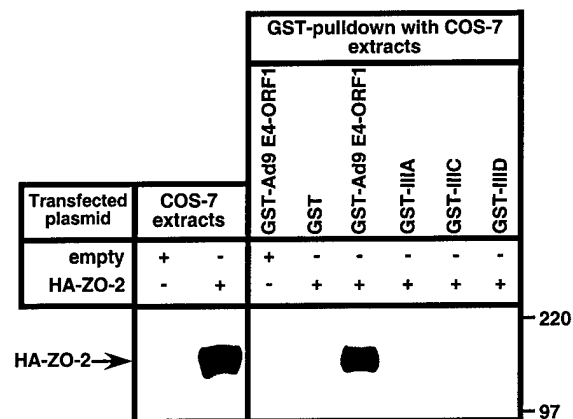 GST-pulldown with COS-7
extracts
GST-Ad9 E4-ORF1
GST
GST-Ad9 E4-ORF1
GST-IIIA
GST-IIIC
GST-IIID
Transfected
plasmid
COS-7
extracts
empty + - + - - - - -
HA-ZO-2 - + - + + + + +
220
HA-ZO-2
97